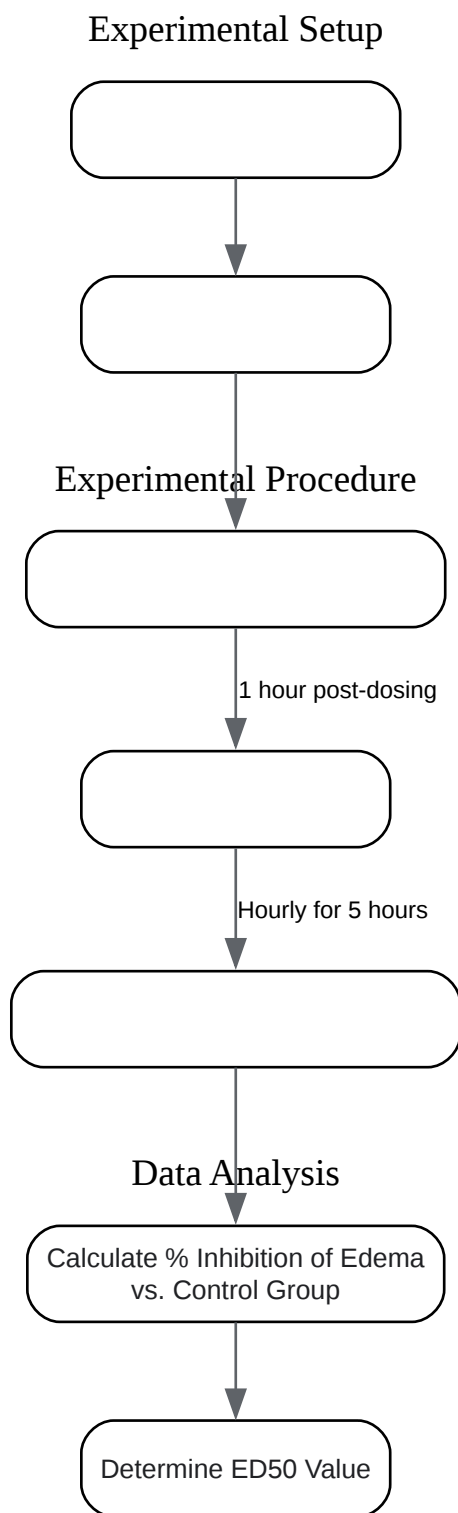 Experimental Setup
Experimental Procedure
1 hour post-dosing
Hourly for 5 hours
Data Analysis
Calculate % Inhibition of Edema
vs. Control Group
Determine ED50 Value